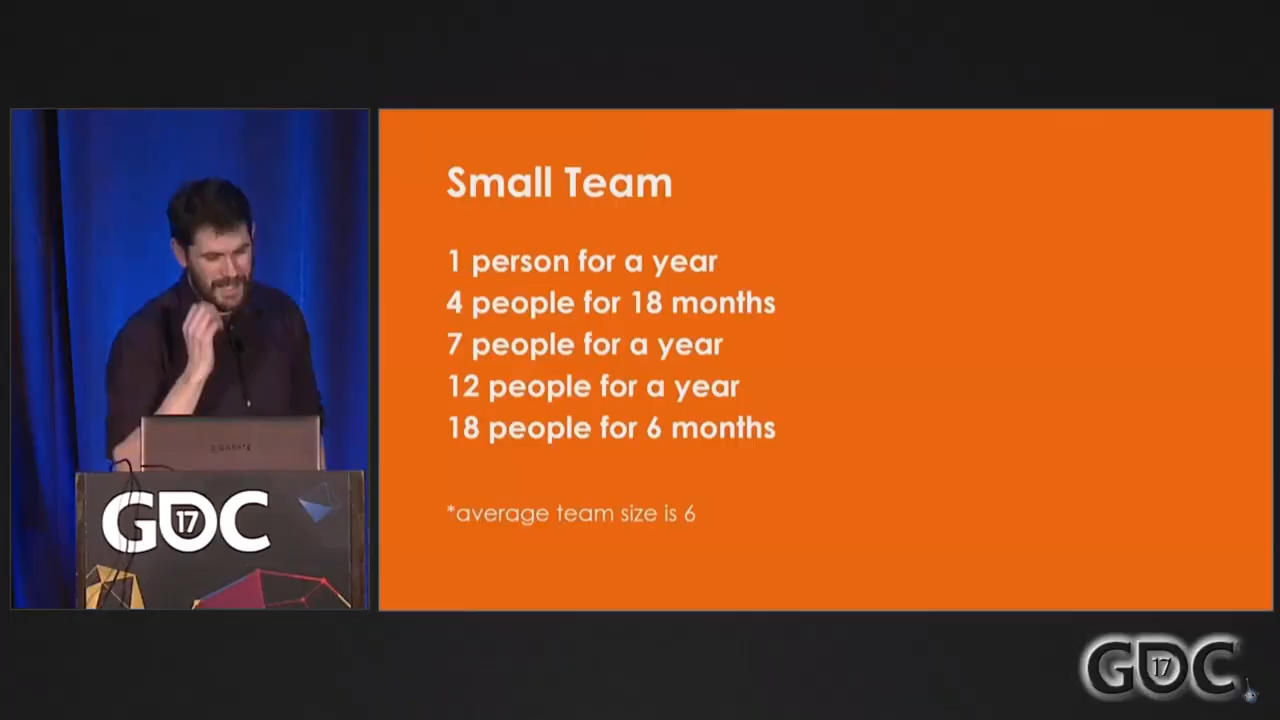 Small Team
1 person for a year
4 people for 18 months
7 people for a year
12 people for a year
18 people for 6 months
*average team size is 6
GDC
17
GDC
17